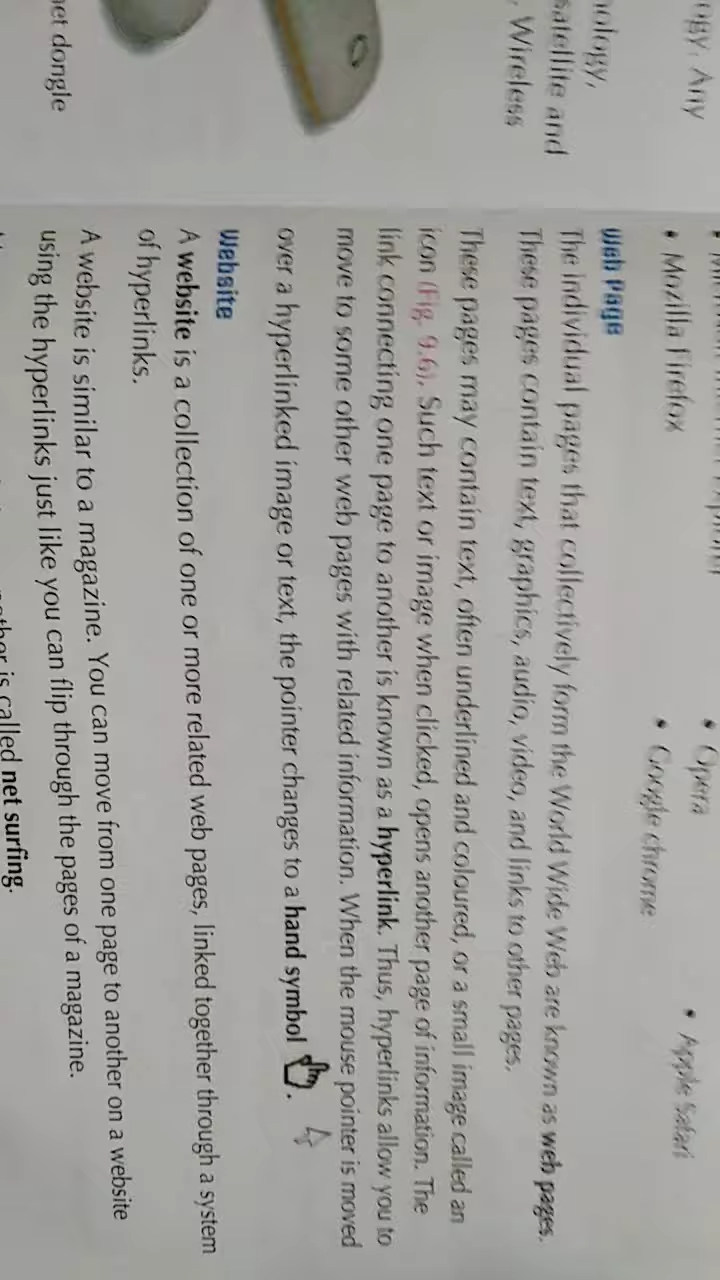 ogy. Any
nology,
satellite and
. Wireless
net dongle
• Opera
• Mozilla Firefox
• Google chrome
• Apple Safari
Web Page
The individual pages that collectively form the World Wide Web are known as web pages.
These pages contain text, graphics, audio, video, and links to other pages.
These pages may contain text, often underlined and coloured, or a small image called an
icon (Fig. 9.6). Such text or image when clicked, opens another page of information. The
link connecting one page to another is known as a hyperlink. Thus, hyperlinks allow you to
move to some other web pages with related information. When the mouse pointer is moved
over a hyperlinked image or text, the pointer changes to a hand symbol .
Website
A website is a collection of one or more related web pages, linked together through a system
of hyperlinks.
A website is similar to a magazine. You can move from one page to another on a website
using the hyperlinks just like you can flip through the pages of a magazine.
is called net surfing.